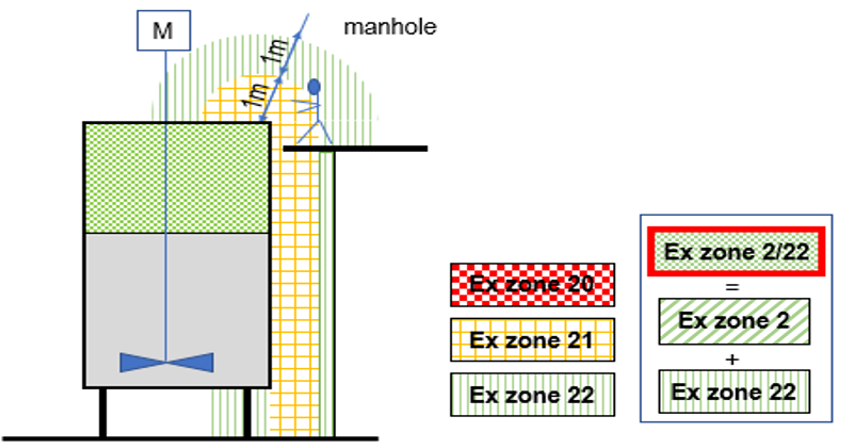 M
manhole
1m
1m
Ex zone 2/22
=
Ex zone 20
Ex zone 2
Ex zone 21
+
Ex zone 22
Ex zone 22